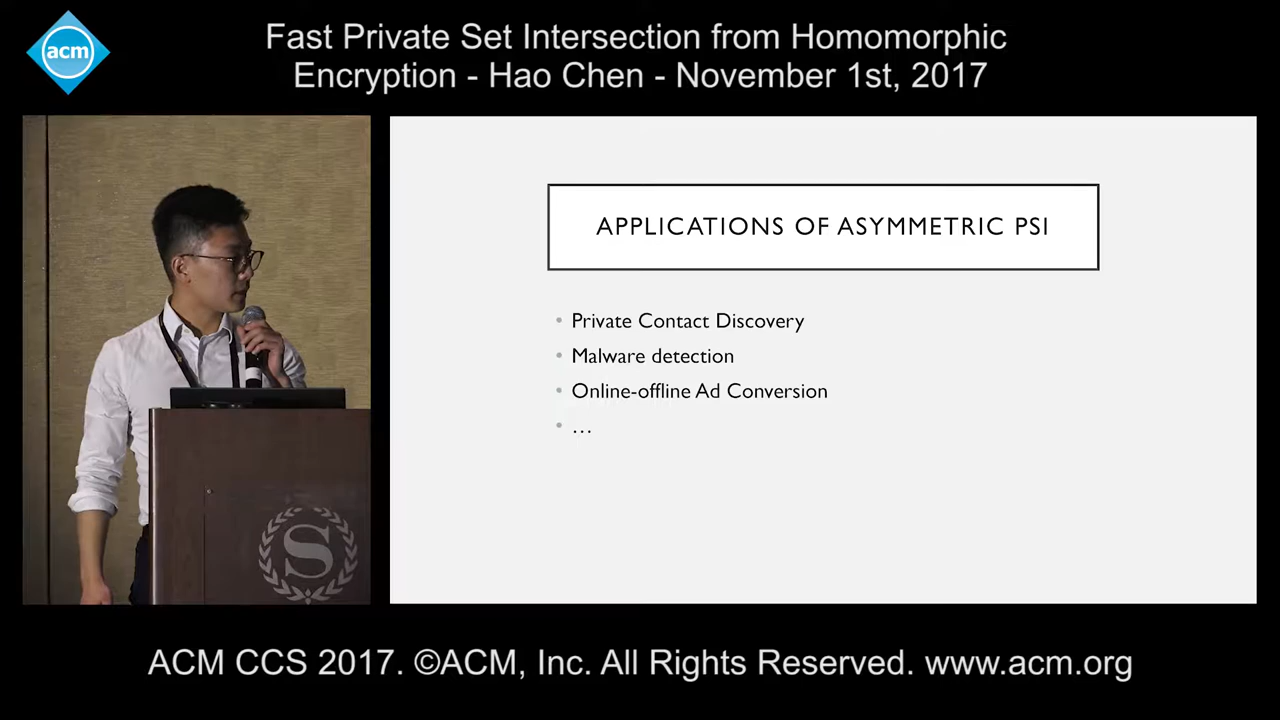 acm
Fast Private Set Intersection from Homomorphic
Encryption - Hao Chen - November 1st, 2017
APPLICATIONS OF ASYMMETRIC PSI
• Private Contact Discovery
• Malware detection
• Online-offline Ad Conversion
• …
S
ACM CCS 2017. ©ACM, Inc. All Rights Reserved. www.acm.org